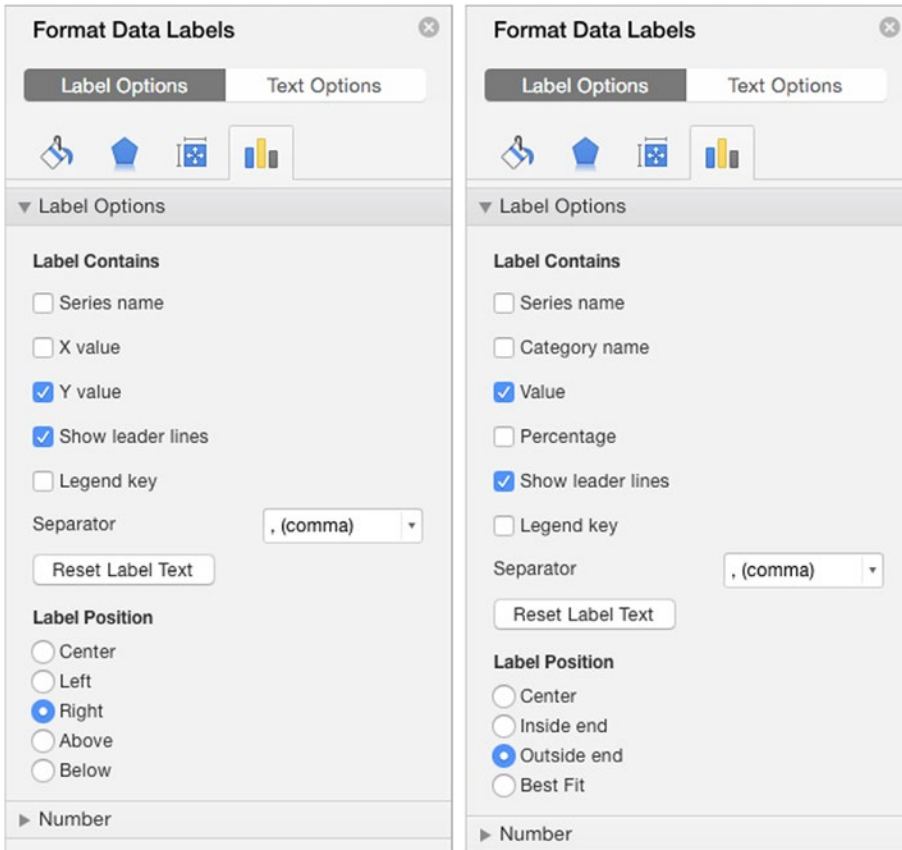 Format Data Labels
Label Options
Text Options
Label Options
Label Contains
Series name
X value
Y value
Show leader lines
Legend key
Separator
, (comma)
Reset Label Text
Label Position
Center
Left
Right
Above
Below
Number
Format Data Labels
Label Options
Text Options
Label Options
Label Contains
Series name
Category name
Value
Percentage
Show leader lines
Legend key
Separator
, (comma)
Reset Label Text
Label Position
Center
Inside end
Outside end
Best Fit
Number